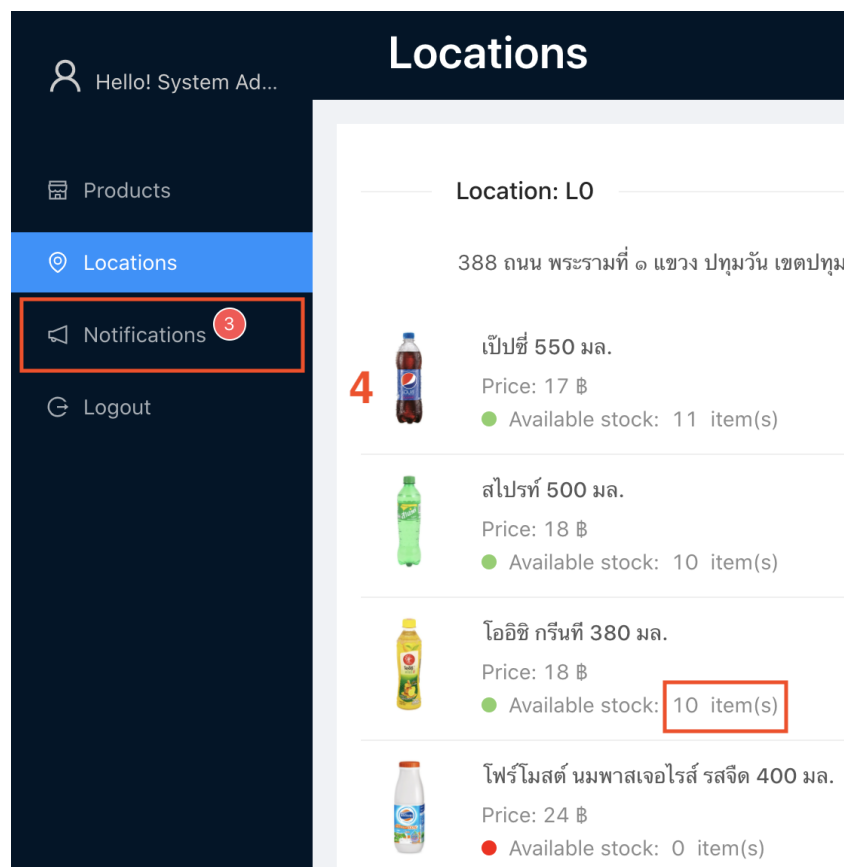 Locations
Hello! System Ad...
Products
Locations
Notifications 3
Logout
Location: L0
388 ถนน พระรามที่ ๑ แขวง ปทุมวัน เขตปทุม
4
เป๊ปซี่ 550 มล.
Price: 17 ฿
Available stock: 11 item(s)
สไปรท์ 500 มล.
Price: 18 ฿
Available stock: 10 item(s)
โออิชิ กรีนที 380 มล.
Price: 18 ฿
Available stock: 10 item(s)
โฟร์โมสต์ นมพาสเจอไรส์ รสจืด 400 มล.
Price: 24 ฿
Available stock: 0 item(s)